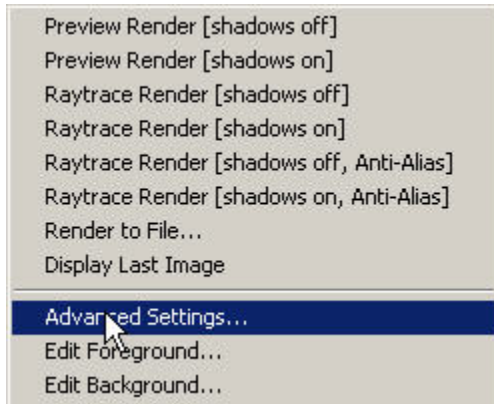 Preview Render [shadows off]
Preview Render [shadows on]
Raytrace Render [shadows off]
Raytrace Render [shadows on]
Raytrace Render [shadows off, Anti-Alias]
Raytrace Render [shadows on, Anti-Alias]
Render to File...
Display Last Image
Advanced Settings...
Edit Foreground...
Edit Background...